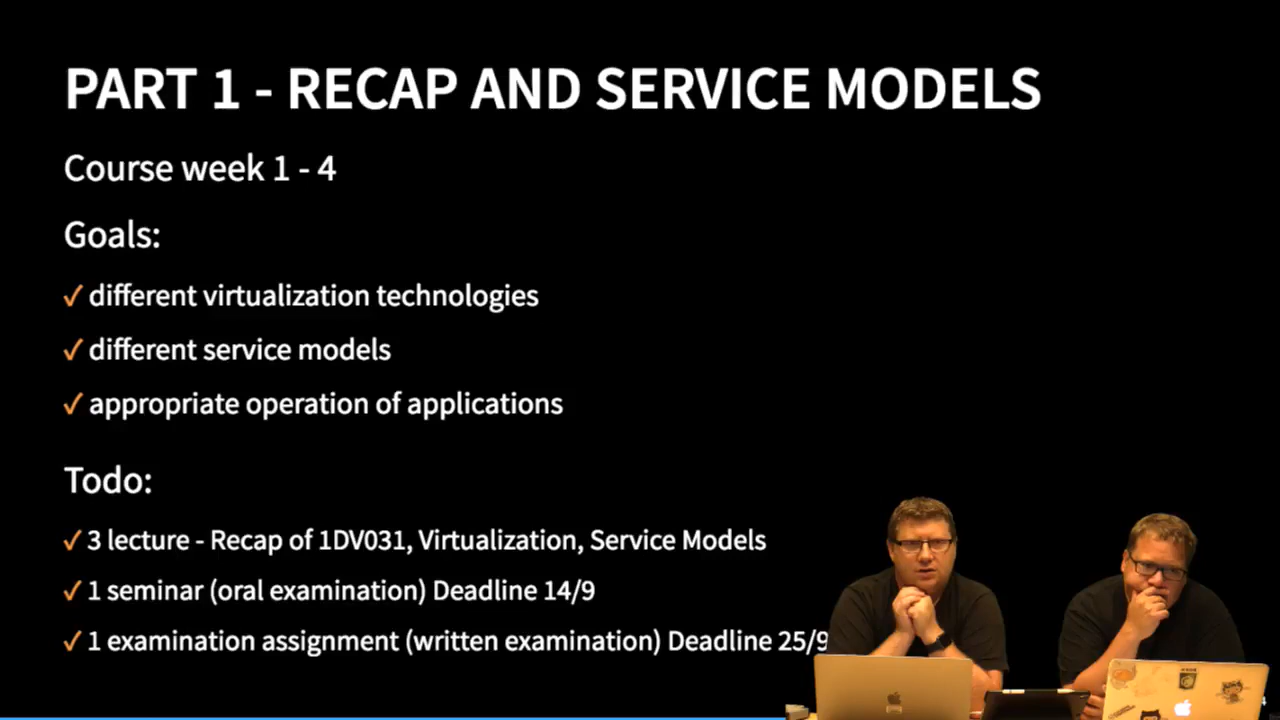 PART 1 - RECAP AND SERVICE MODELS
Course week 1 - 4
Goals:
✓ different virtualization technologies
✓ different service models
✓ appropriate operation of applications
Todo:
✓ 3 lecture - Recap of 1DV031, Virtualization, Service Models
✓ 1 seminar (oral examination) Deadline 14/9
✓ 1 examination assignment (written examination) Deadline 25/9